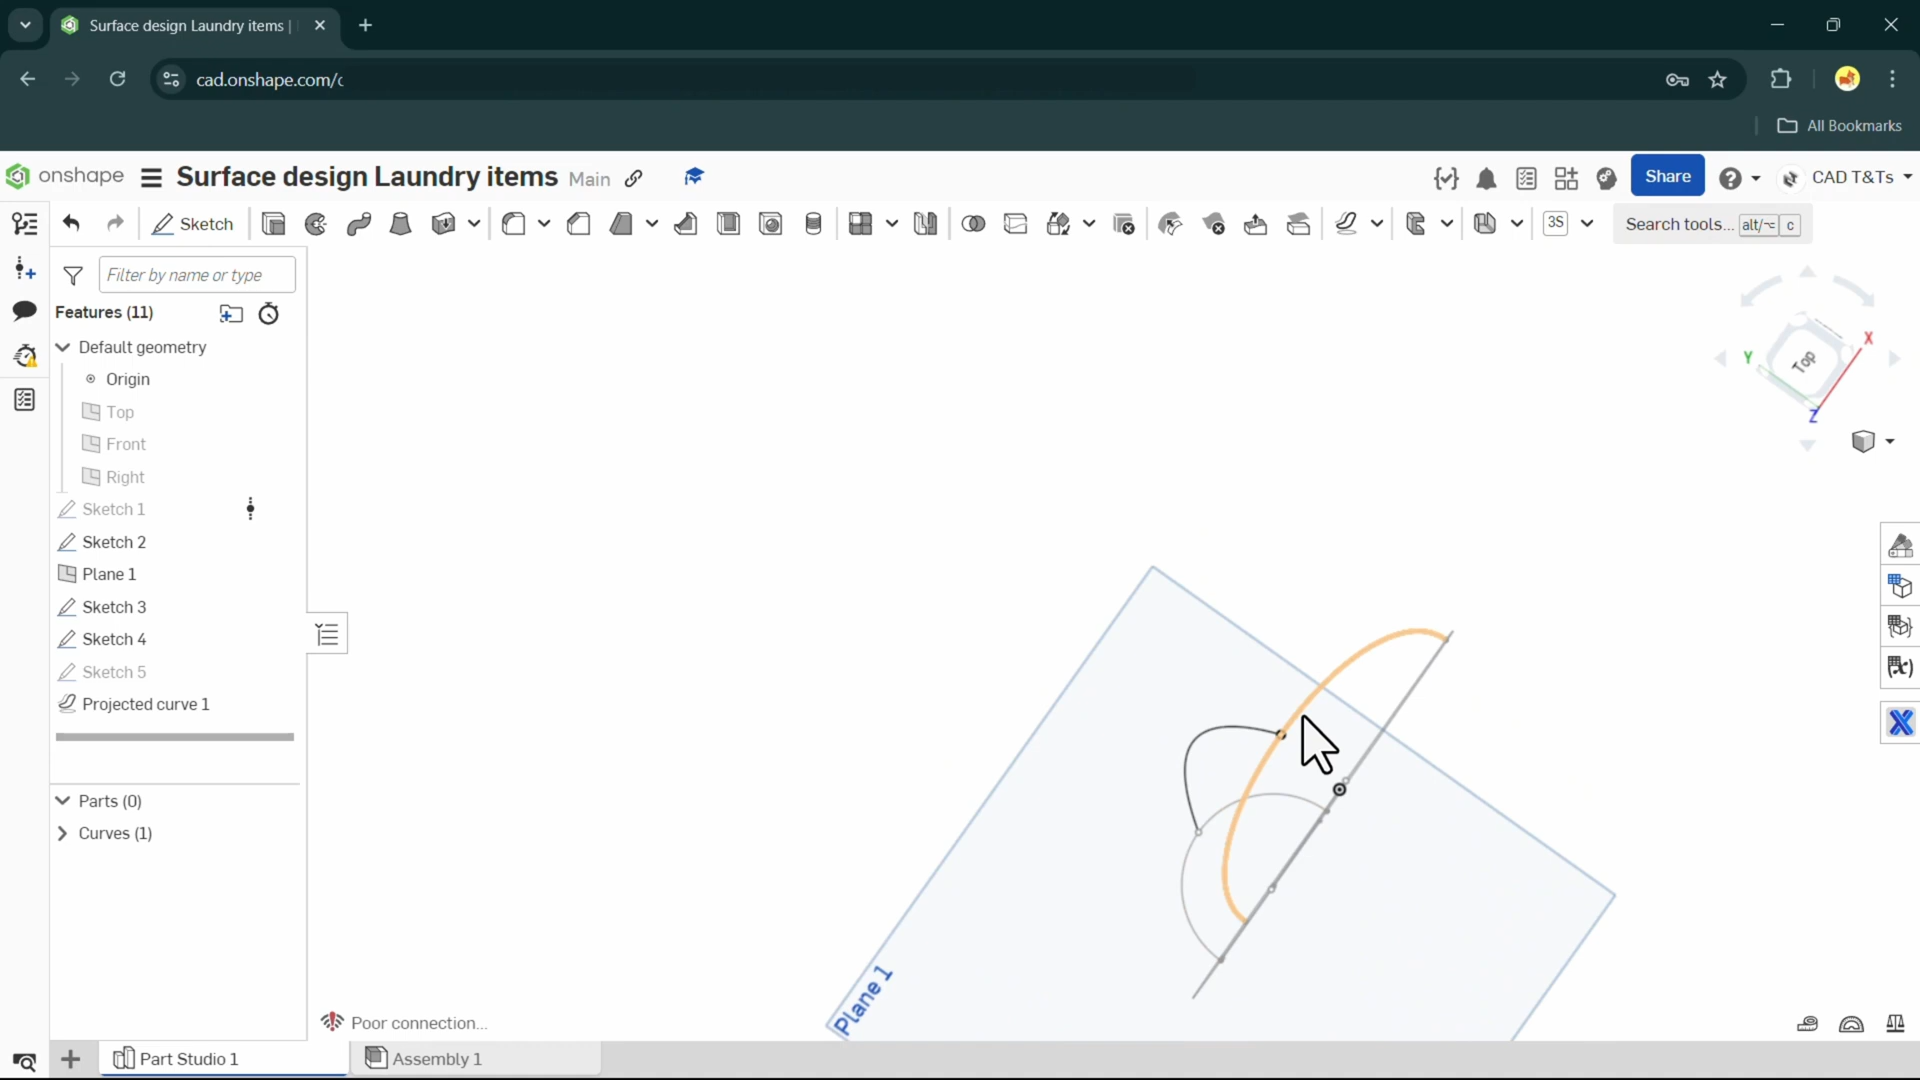 Surface design Laundry items |
cad.onshape.com/c
All Bookmarks
onshape
Surface design Laundry items Main
Share
CAD T&Ts
Sketch
3S
Search tools... alt/⌥ c
Filter by name or type
Features (11)
Default geometry
Origin
Top
Front
Right
Sketch 1
Sketch 2
Plane 1
Sketch 3
Sketch 4
Sketch 5
Projected curve 1
Parts (0)
Curves (1)
X
Y
Top
Z
Plane 1
Poor connection...
Part Studio 1
Assembly 1